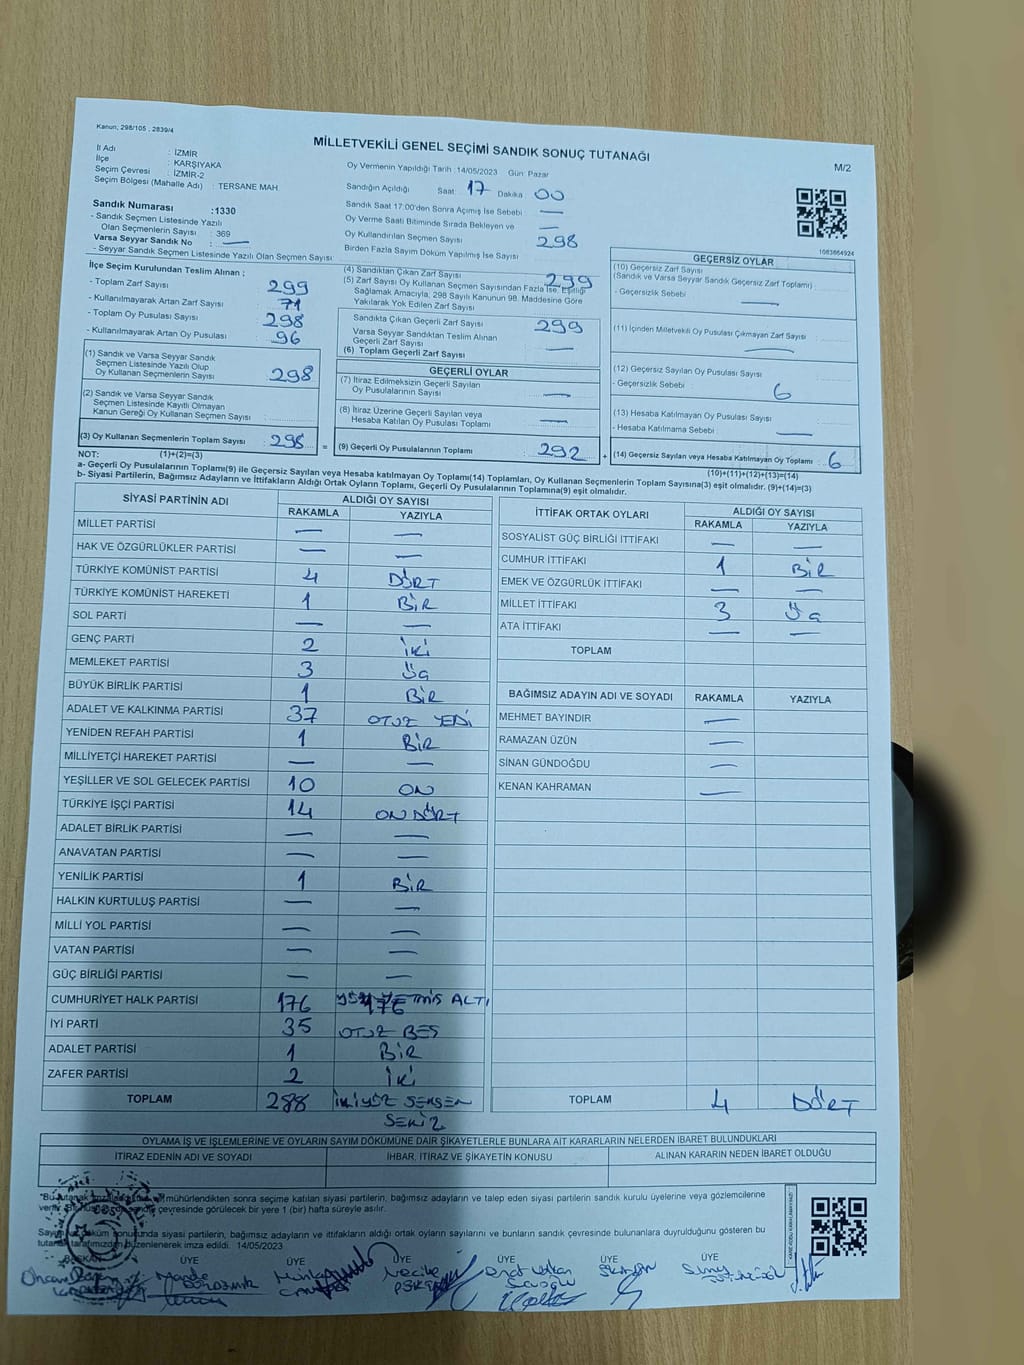 Kanun, 298/105 ; 2839/4
MİLLETVEKİLİ GENEL SEÇİMİ SANDIK SONUÇ TUTANAĞI
M/2
İl Adı : İZMİR
İlçe : KARŞIYAKA
Seçim Çevresi : İZMİR-2
Seçim Bölgesi (Mahalle Adı) : TERSANE MAH.
Oy Vermenin Yapıldığı Tarih :14/05/2023 Gün: Pazar
Sandığın Açıldığı Saat: 17 Dakika 00
Sandık Saat 17:00'den Sonra Açımış İse Sebebi : —
Oy Verme Saati Bitiminde Sırada Bekleyen ve
Oy Kullandırılan Seçmen Sayısı : —
Birden Fazla Sayım Döküm Yapılmış İse Sayısı 298
Sandık Numarası :1330
- Sandık Seçmen Listesinde Yazılı
Olan Seçmenlerin Sayısı : 369
Varsa Seyyar Sandık No : —
- Seyyar Sandık Seçmen Listesinde Yazılı Olan Seçmen Sayısı:
1083664924
İlçe Seçim Kurulundan Teslim Alınan ;
- Toplam Zarf Sayısı : 299
- Kullanılmayarak Artan Zarf Sayısı : 71
- Toplam Oy Pusulası Sayısı : 298
- Kullanılmayarak Artan Oy Pusulası : 96
(1) Sandık ve Varsa Seyyar Sandık
Seçmen Listesinde Yazılı Olup
Oy Kullanan Seçmenlerin Sayısı : 298
(2) Sandık ve Varsa Seyyar Sandık
Seçmen Listesinde Kayıtlı Olmayan
Kanun Gereği Oy Kullanan Seçmen Sayısı :
(3) Oy Kullanan Seçmenlerin Toplam Sayısı : 298
(1)+(2)=(3)
(4) Sandıktan Çıkan Zarf Sayısı : 299
(5) Zarf Sayısı Oy Kullanan Seçmen Sayısından Fazla İse, Eşitliği
Sağlamak Amacıyla, 298 Sayılı Kanunun 98. Maddesine Göre
Yakılarak Yok Edilen Zarf Sayısı
Sandıkta Çıkan Geçerli Zarf Sayısı : 299
Varsa Seyyar Sandıktan Teslim Alınan
Geçerli Zarf Sayısı : —
(6) Toplam Geçerli Zarf Sayısı
GEÇERLİ OYLAR
(7) İtiraz Edilmeksizin Geçerli Sayılan
Oy Pusulalarının Sayısı : —
(8) İtiraz Üzerine Geçerli Sayılan veya
Hesaba Katılan Oy Pusulası Toplamı : —
= (9) Geçerli Oy Pusulalarının Toplamı : 292
GEÇERSİZ OYLAR
(10) Geçersiz Zarf Sayısı
(Sandık ve Varsa Seyyar Sandık Geçersiz Zarf Toplamı) :
- Geçersizlik Sebebi : —
(11) İçinden Milletvekili Oy Pusulası Çıkmayan Zarf Sayısı : —
(12) Geçersiz Sayılan Oy Pusulası Sayısı
- Geçersizlik Sebebi : 6
(13) Hesaba Katılmayan Oy Pusulası Sayısı :
- Hesaba Katılmama Sebebi : —
+ (14) Geçersiz Sayılan veya Hesaba Katılmayan Oy Toplamı : 6
(10)+(11)+(12)+(13)=(14)
NOT:
a- Geçerli Oy Pusulalarının Toplamı(9) ile Geçersiz Sayılan veya Hesaba katılmayan Oy Toplamı(14) Toplamları, Oy Kullanan Seçmenlerin Toplam Sayısına(3) eşit olmalıdır. (9)+(14)=(3)
b- Siyasi Partilerin, Bağımsız Adayların ve İttifakların Aldığı Ortak Oyların Toplamı, Geçerli Oy Pusulalarının Toplamına(9) eşit olmalıdır.
SİYASİ PARTİNİN ADI ALDIĞI OY SAYISI
RAKAMLA YAZIYLA
MİLLET PARTİSİ — —
HAK VE ÖZGÜRLÜKLER PARTİSİ — —
TÜRKİYE KOMÜNİST PARTİSİ 4 DÖRT
TÜRKİYE KOMÜNİST HAREKETİ 1 BİR
SOL PARTİ — —
GENÇ PARTİ 2 İKİ
MEMLEKET PARTİSİ 3 ÜÇ
BÜYÜK BİRLİK PARTİSİ 1 BİR
ADALET VE KALKINMA PARTİSİ 37 OTUZ YEDİ
YENİDEN REFAH PARTİSİ 1 BİR
MİLLİYETÇİ HAREKET PARTİSİ — —
YEŞİLLER VE SOL GELECEK PARTİSİ 10 ON
TÜRKİYE İŞÇİ PARTİSİ 14 ON DÖRT
ADALET BİRLİK PARTİSİ — —
ANAVATAN PARTİSİ — —
YENİLİK PARTİSİ 1 BİR
HALKIN KURTULUŞ PARTİSİ — —
MİLLİ YOL PARTİSİ — —
VATAN PARTİSİ — —
GÜÇ BİRLİĞİ PARTİSİ — —
CUMHURİYET HALK PARTİSİ 176 ALTI
İYİ PARTİ 35 OTUZ BEŞ
ADALET PARTİSİ 1 BİR
ZAFER PARTİSİ 2 İKİ
TOPLAM 288 İKİYÜZ SEKSEN
SEKİZ
İTTİFAK ORTAK OYLARI ALDIĞI OY SAYISI
RAKAMLA YAZIYLA
SOSYALİST GÜÇ BİRLİĞİ İTTİFAKI — —
CUMHUR İTTİFAKI 1 BİR
EMEK VE ÖZGÜRLÜK İTTİFAKI — —
MİLLET İTTİFAKI 3 ÜÇ
ATA İTTİFAKI — —
TOPLAM
BAĞIMSIZ ADAYIN ADI VE SOYADI RAKAMLA YAZIYLA
MEHMET BAYINDIR —
RAMAZAN ÜZÜN —
SİNAN GÜNDOĞDU —
KENAN KAHRAMAN —
TOPLAM 4 DÖRT
OYLAMA İŞ VE İŞLEMLERİNE VE OYLARIN SAYIM DÖKÜMÜNE DAİR ŞİKAYETLERLE BUNLARA AİT KARARLARIN NELERDEN İBARET BULUNDUKLARI
İTİRAZ EDENİN ADI VE SOYADI İHBAR, İTİRAZ VE ŞİKAYETİN KONUSU ALINAN KARARIN NEDEN İBARET OLDUĞU
mühürlendikten sonra seçime katılan siyasi partilerin, bağımsız adayların ve talep eden siyasi partilerin sandık kurulu üyelerine veya gözlemcilerine
çevresinde görülecek bir yere 1 (bir) hafta süreyle asılır.
siyasi partilerin, bağımsız adayların ve ittifakların aldığı ortak oyların sayılarını ve bunların sandık çevresinde bulunanlara duyurulduğunu gösteren bu
düzenlenerek imza edildi. 14/05/2023
BAŞKAN ÜYE ÜYE ÜYE ÜYE ÜYE ÜYE